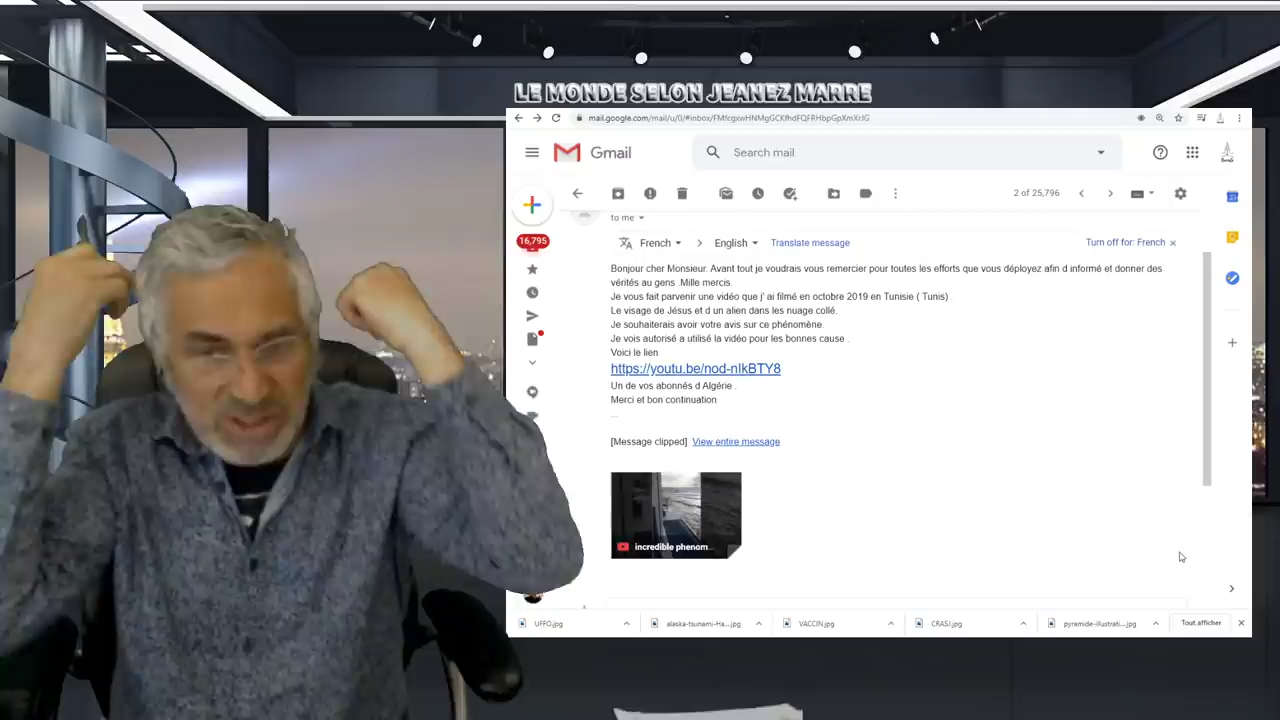 LE MONDE SELON JEANEZ MARRE
mail.google.com/mail/u/0/#inbox/FMfcgxwHNMgGCKfhdFQFRHbpGpXmXrJG
Gmail
Search mail
2 of 25,796
to me
16,795
French > English Translate message Turn off for: French ×
Bonjour cher Monsieur. Avant tout je voudrais vous remercier pour toutes les efforts que vous déployez afin d informé et donner des
vérités au gens .Mille mercis.
Je vous fait parvenir une vidéo que j' ai filmé en octobre 2019 en Tunisie ( Tunis) .
Le visage de Jésus et d un alien dans les nuage collé.
Je souhaiterais avoir votre avis sur ce phénomène.
Je vois autorisé a utilisé la vidéo pour les bonnes cause .
Voici le lien
https://youtu.be/nod-nIkBTY8
Un de vos abonnés d Algérie .
Merci et bon continuation
...
[Message clipped] View entire message
incredible phenom...
UFFO.jpg
alaska-tsunami-Ha....jpg
VACCIN.jpg
CRASJ.jpg
pyramide-illustrati....jpg
Tout afficher